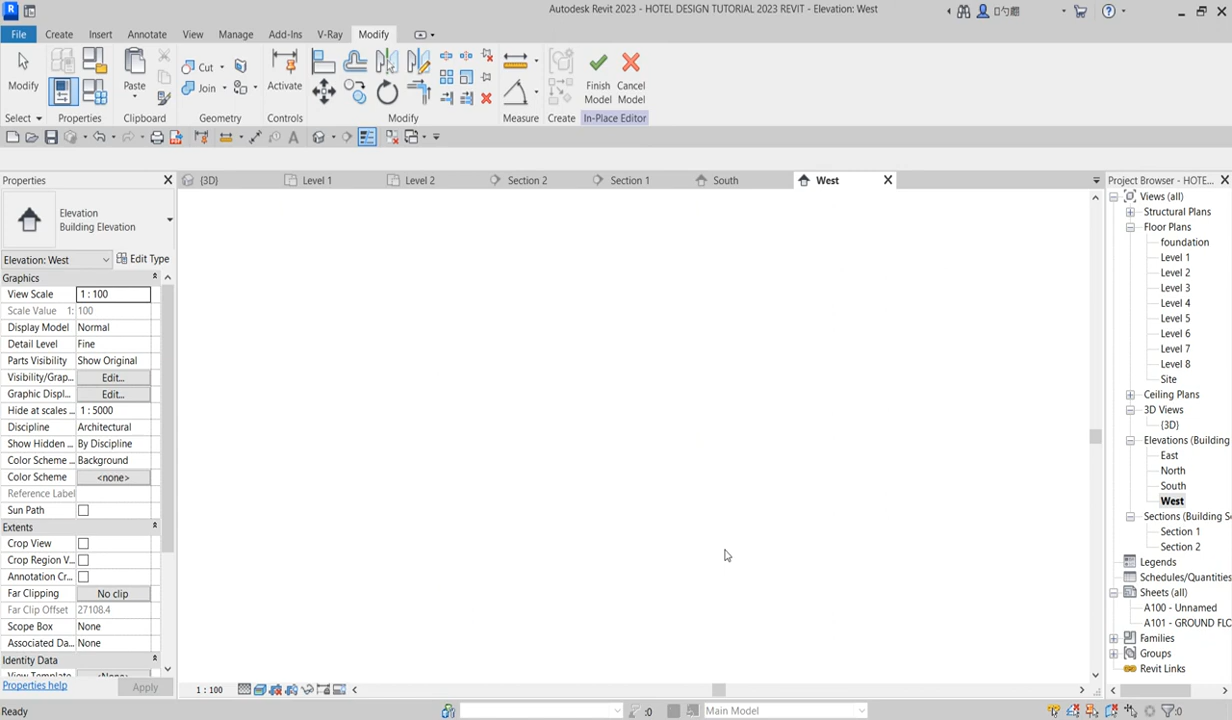 Autodesk Revit 2023 - HOTEL DESIGN TUTORIAL 2023 REVIT - Elevation: West
File Create Insert Annotate View Manage Add-Ins V-Ray Modify
Modify Paste Cut Join Activate Finish Model Cancel Model
Select Properties Clipboard Geometry Controls Modify Measure Create In-Place Editor
Properties {3D} Level 1 Level 2 Section 2 Section 1 South West Project Browser - HOTE...
Elevation
Building Elevation
Elevation: West Edit Type
Graphics
View Scale 1 : 100
Scale Value 1: 100
Display Model Normal
Detail Level Fine
Parts Visibility Show Original
Visibility/Grap... Edit...
Graphic Displ... Edit...
Hide at scales ... 1 : 5000
Discipline Architectural
Show Hidden ... By Discipline
Color Scheme ... Background
Color Scheme <none>
Reference Label
Sun Path
Extents
Crop View
Crop Region V...
Annotation Cr...
Far Clipping No clip
Far Clip Offset 27108.4
Scope Box None
Associated Da... None
Identity Data
View Template <None>
Properties help Apply
Views (all)
Structural Plans
Floor Plans
foundation
Level 1
Level 2
Level 3
Level 4
Level 5
Level 6
Level 7
Level 8
Site
Ceiling Plans
3D Views
{3D}
Elevations (Building
East
North
South
West
Sections (Building S
Section 1
Section 2
Legends
Schedules/Quantities
Sheets (all)
A100 - Unnamed
A101 - GROUND FLC
Families
Groups
Revit Links
1 : 100
Ready :0 Main Model :0